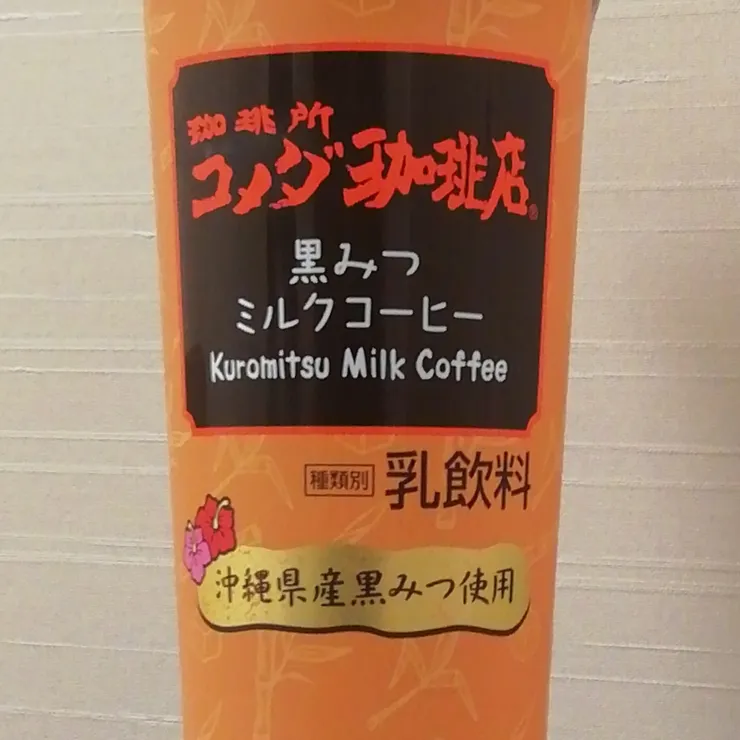 珈琲所
コメダ珈琲店®
黒みつ
ミルクコーヒー
Kuromitsu Milk Coffee
種類別 乳飲料
沖縄県産黒みつ使用